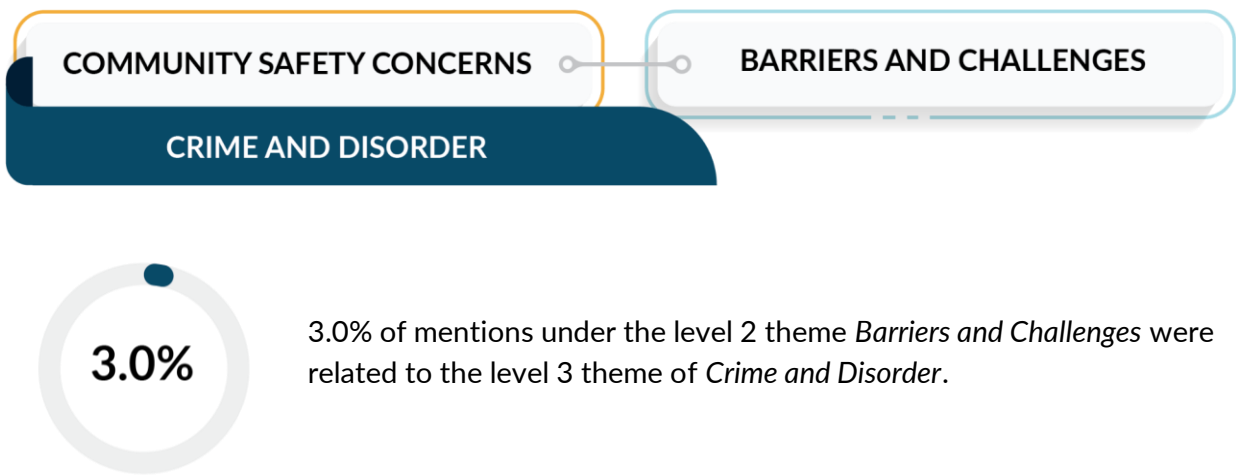 COMMUNITY SAFETY CONCERNS
BARRIERS AND CHALLENGES
CRIME AND DISORDER
3.0%
3.0% of mentions under the level 2 theme Barriers and Challenges were
related to the level 3 theme of Crime and Disorder.